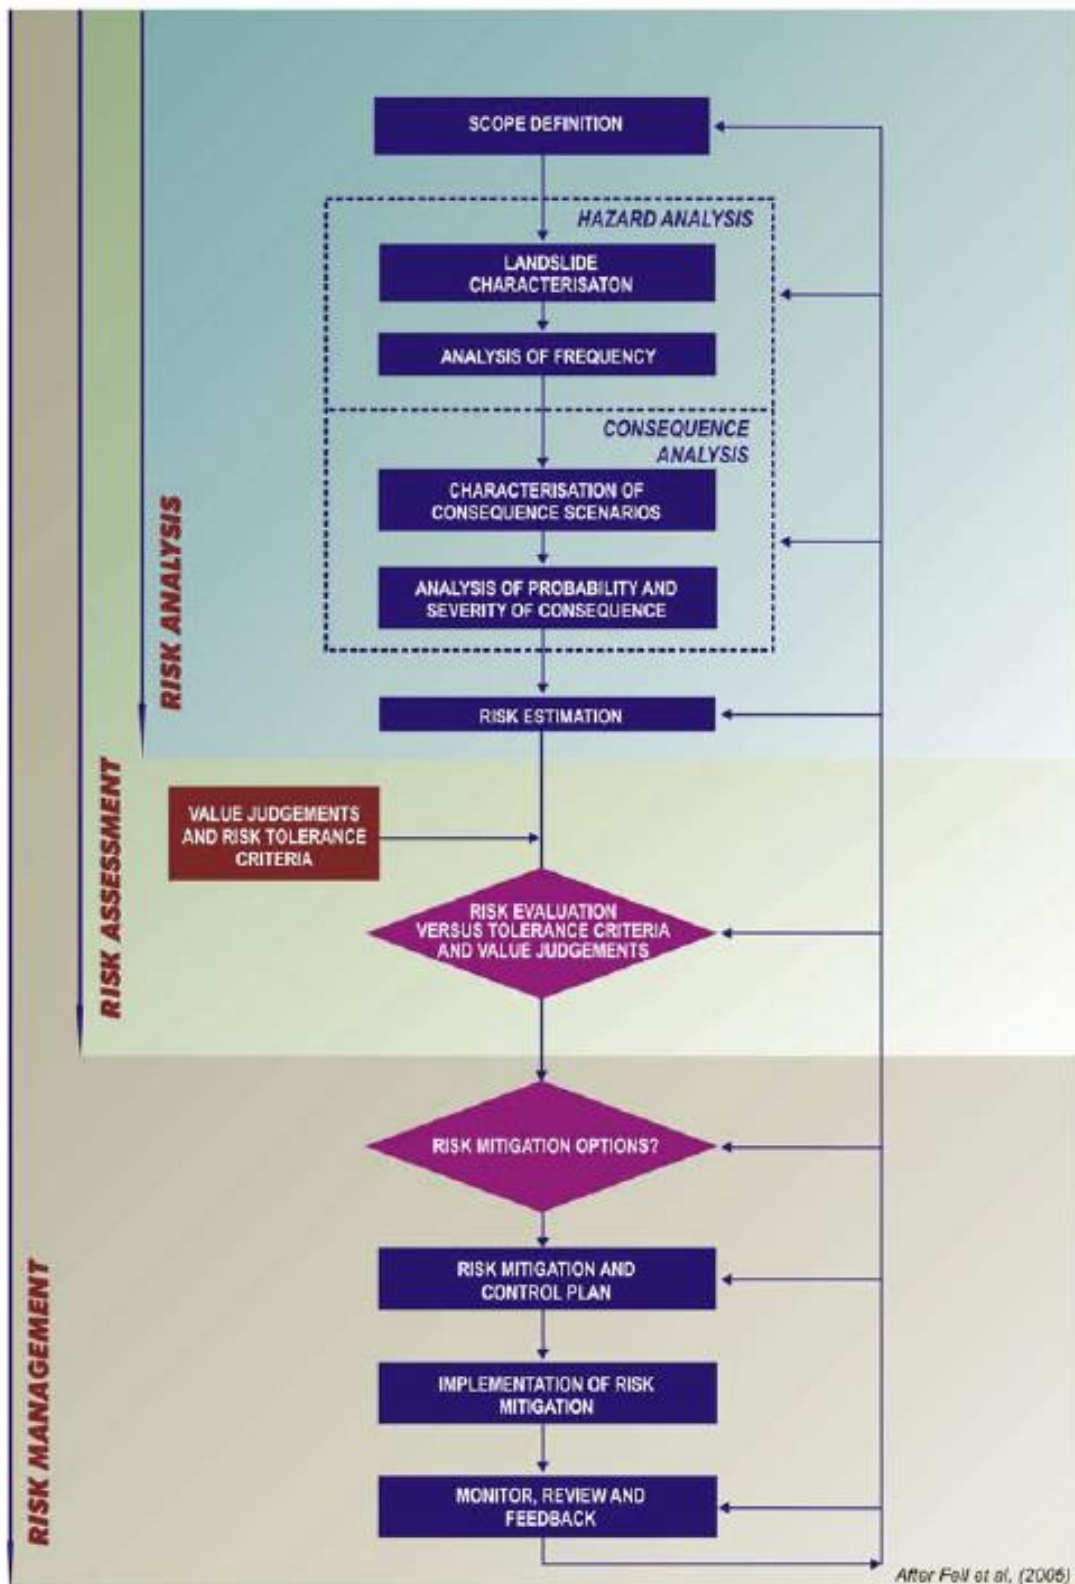 SCOPE DEFINITION
HAZARD ANALYSIS
LANDSLIDE
CHARACTERISATON
ANALYSIS OF FREQUENCY
CONSEQUENCE
ANALYSIS
CHARACTERISATION OF
CONSEQUENCE SCENARIOS
ANALYSIS OF PROBABILITY AND
SEVERITY OF CONSEQUENCE
RISK ESTIMATION
RISK ANALYSIS
VALUE JUDGEMENTS
AND RISK TOLERANCE
CRITERIA
RISK EVALUATION
VERSUS TOLERANCE CRITERIA
AND VALUE JUDGEMENTS
RISK ASSESSMENT
RISK MITIGATION OPTIONS?
RISK MITIGATION AND
CONTROL PLAN
IMPLEMENTATION OF RISK
MITIGATION
MONITOR, REVIEW AND
FEEDBACK
RISK MANAGEMENT
After Fell et al, (2005)